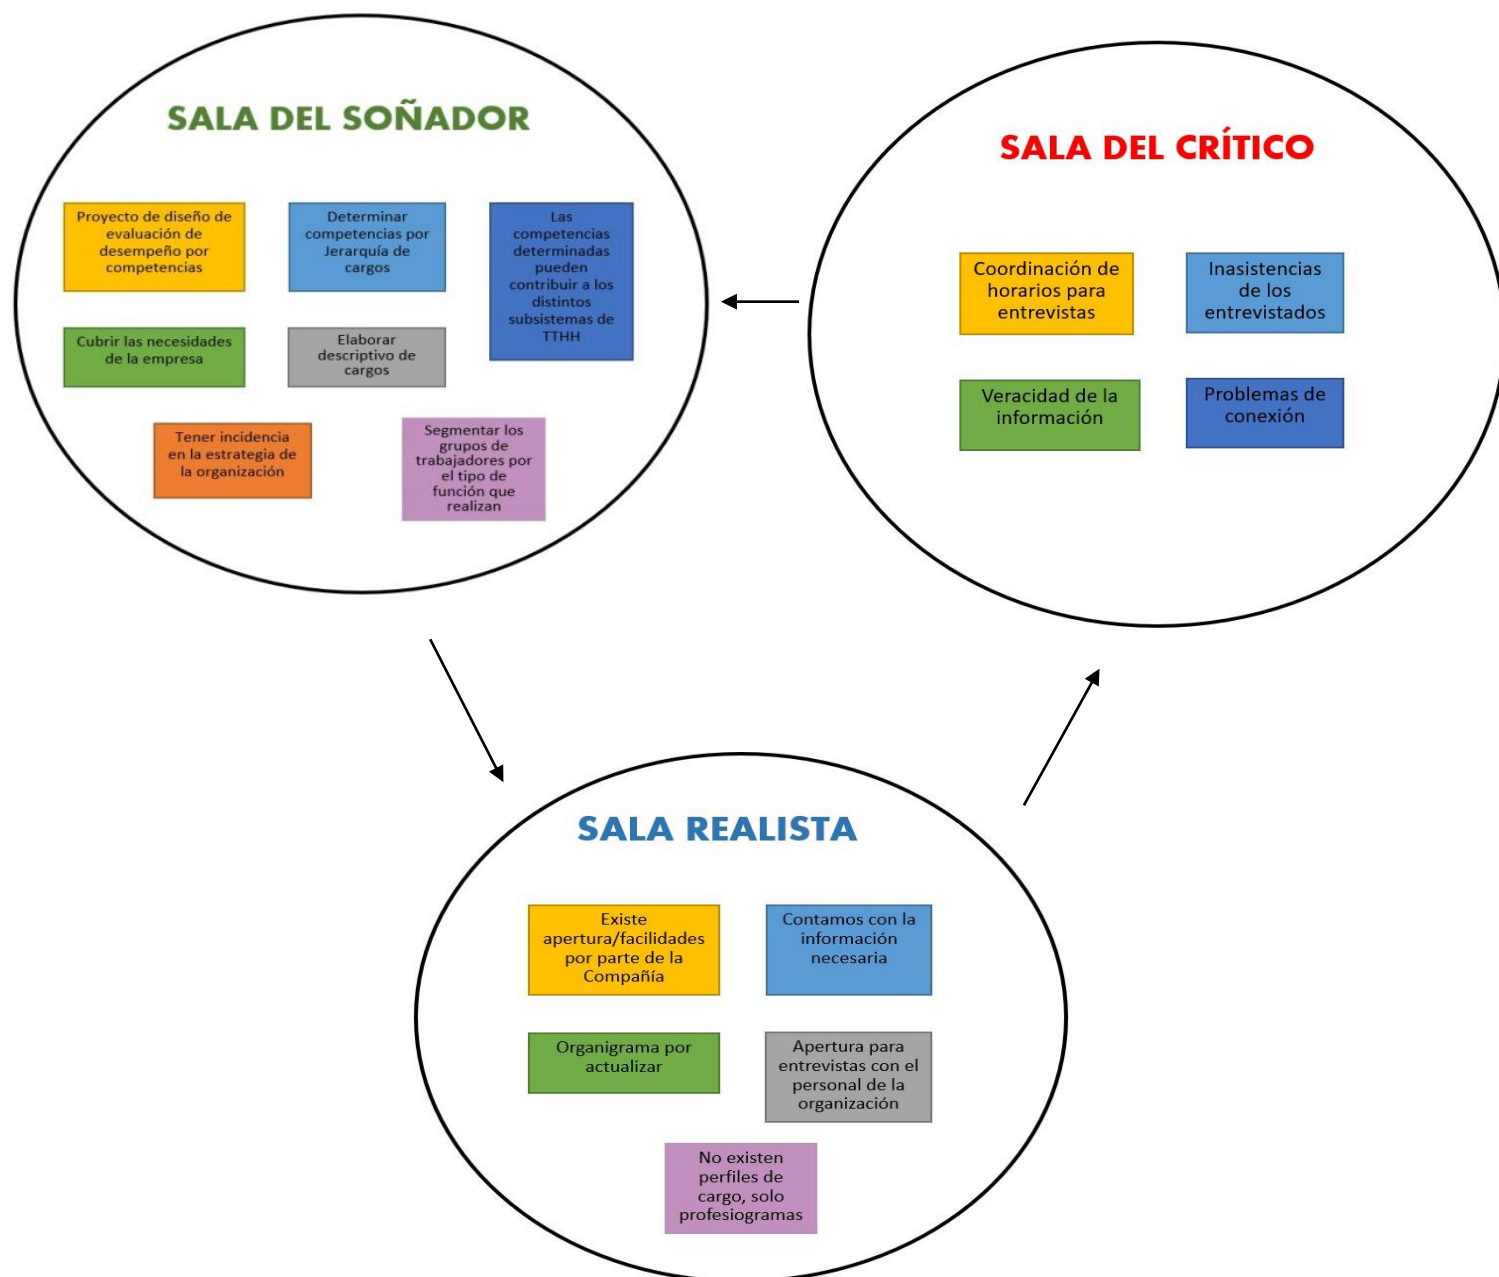 SALA DEL SOÑADOR
Proyecto de diseño de
evaluación de
desempeño por
competencias
Determinar
competencias por
Jerarquía de
cargos
Las
competencias
determinadas
pueden
contribuir a los
distintos
subsistemas de
TTHH
Cubrir las necesidades
de la empresa
Elaborar
descriptivo de
cargos
Tener incidencia
en la estrategia de
la organización
Segmentar los
grupos de
trabajadores por
el tipo de
función que
realizan
SALA DEL CRÍTICO
Coordinación de
horarios para
entrevistas
Inasistencias
de los
entrevistados
Veracidad de la
información
Problemas de
conexión
SALA REALISTA
Existe
apertura/facilidades
por parte de la
Compañía
Contamos con la
información
necesaria
Organigrama por
actualizar
Apertura para
entrevistas con el
personal de la
organización
No existen
perfiles de
cargo, solo
profesiogramas